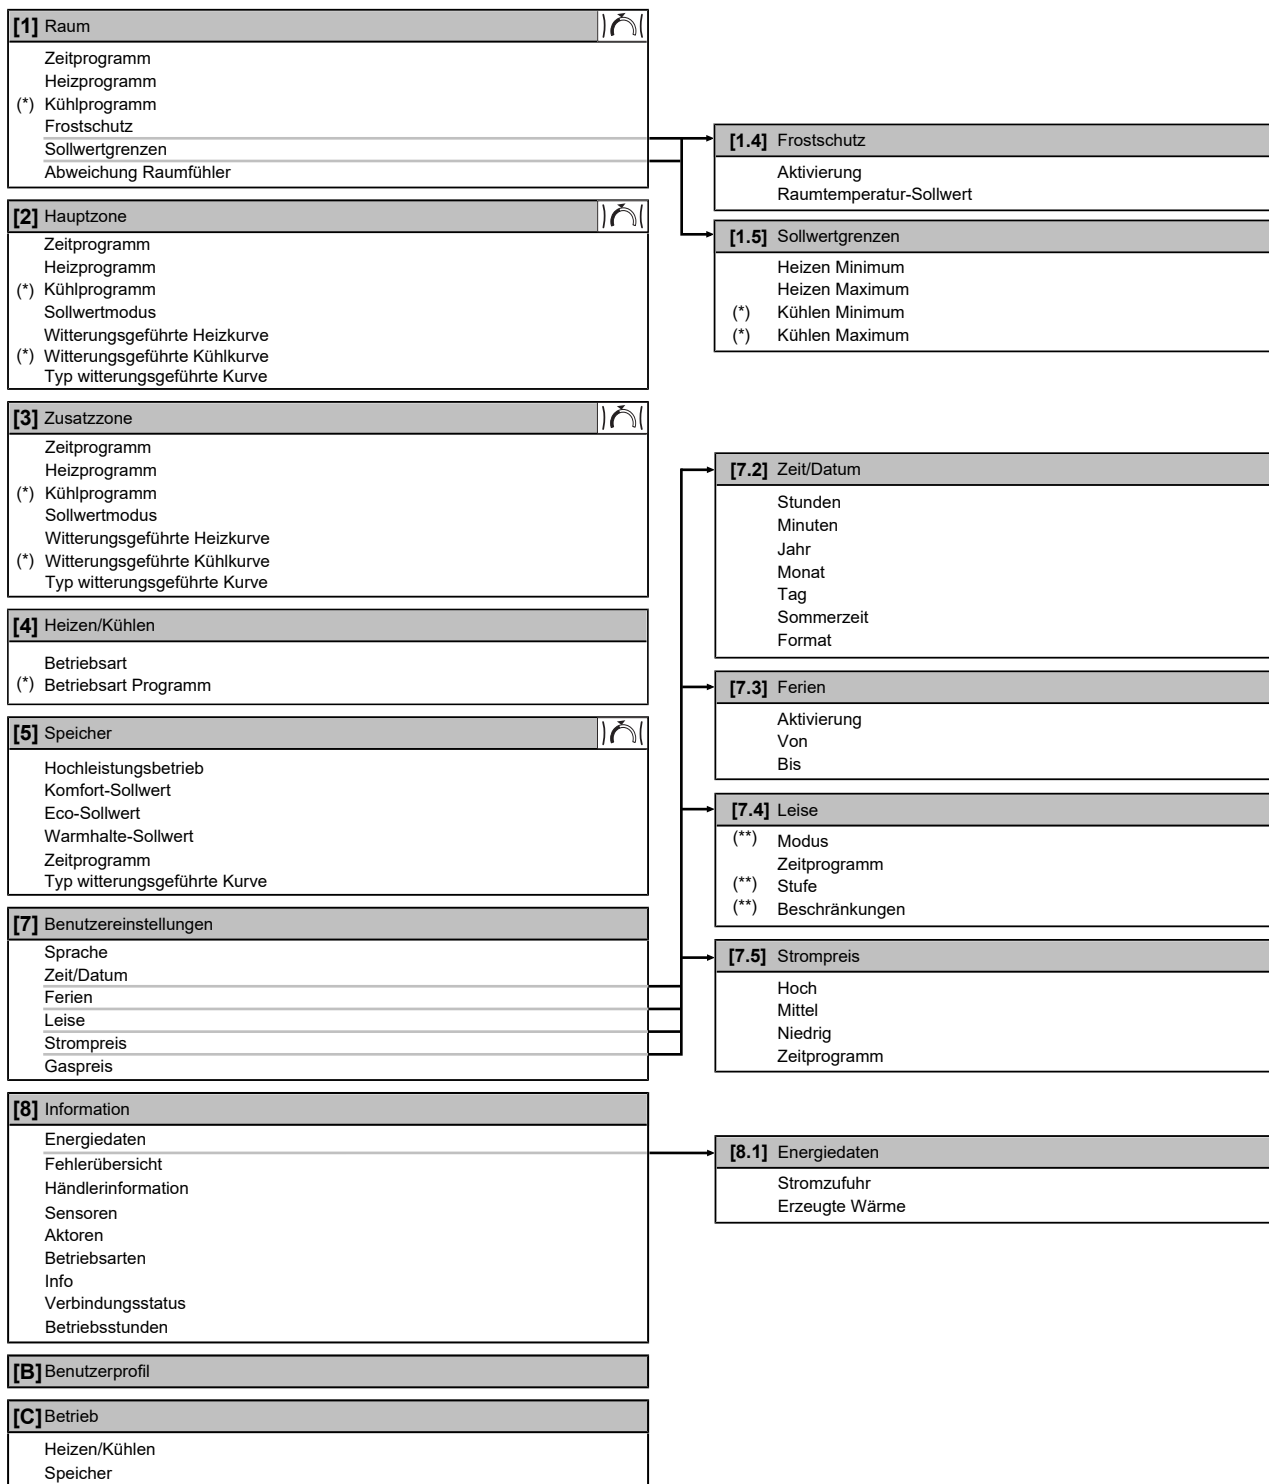 [1] Raum
Zeitprogramm
Heizprogramm
(*) Kühlprogramm
Frostschutz
Sollwertgrenzen
Abweichung Raumfühler
[2] Hauptzone
Zeitprogramm
Heizprogramm
(*) Kühlprogramm
Sollwertmodus
Witterungsgeführte Heizkurve
(*) Witterungsgeführte Kühlkurve
Typ witterungsgeführte Kurve
[3] Zusatzzone
Zeitprogramm
Heizprogramm
(*) Kühlprogramm
Sollwertmodus
Witterungsgeführte Heizkurve
(*) Witterungsgeführte Kühlkurve
Typ witterungsgeführte Kurve
[4] Heizen/Kühlen
Betriebsart
(*) Betriebsart Programm
[5] Speicher
Hochleistungsbetrieb
Komfort-Sollwert
Eco-Sollwert
Warmhalte-Sollwert
Zeitprogramm
Typ witterungsgeführte Kurve
[7] Benutzereinstellungen
Sprache
Zeit/Datum
Ferien
Leise
Strompreis
Gaspreis
[8] Information
Energiedaten
Fehlerübersicht
Händlerinformation
Sensoren
Aktoren
Betriebsarten
Info
Verbindungsstatus
Betriebsstunden
[B] Benutzerprofil
[C] Betrieb
Heizen/Kühlen
Speicher
[1.4] Frostschutz
Aktivierung
Raumtemperatur-Sollwert
[1.5] Sollwertgrenzen
Heizen Minimum
Heizen Maximum
(*) Kühlen Minimum
(*) Kühlen Maximum
[7.2] Zeit/Datum
Stunden
Minuten
Jahr
Monat
Tag
Sommerzeit
Format
[7.3] Ferien
Aktivierung
Von
Bis
[7.4] Leise
(**) Modus
Zeitprogramm
(**) Stufe
(**) Beschränkungen
[7.5] Strompreis
Hoch
Mittel
Niedrig
Zeitprogramm
[8.1] Energiedaten
Stromzufuhr
Erzeugte Wärme